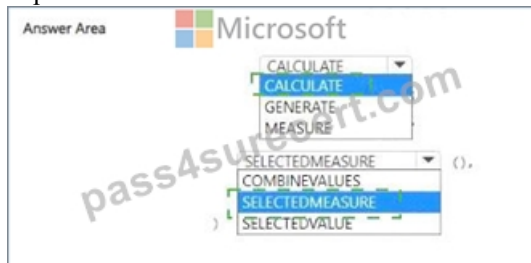 Answer Area
Microsoft
CALCULATE
CALCULATE
GENERATE
MEASURE
SELECTEDMEASURE
(),
COMBINEVALUES
SELECTEDMEASURE
)
SELECTEDVALUE
pass4surecert.com